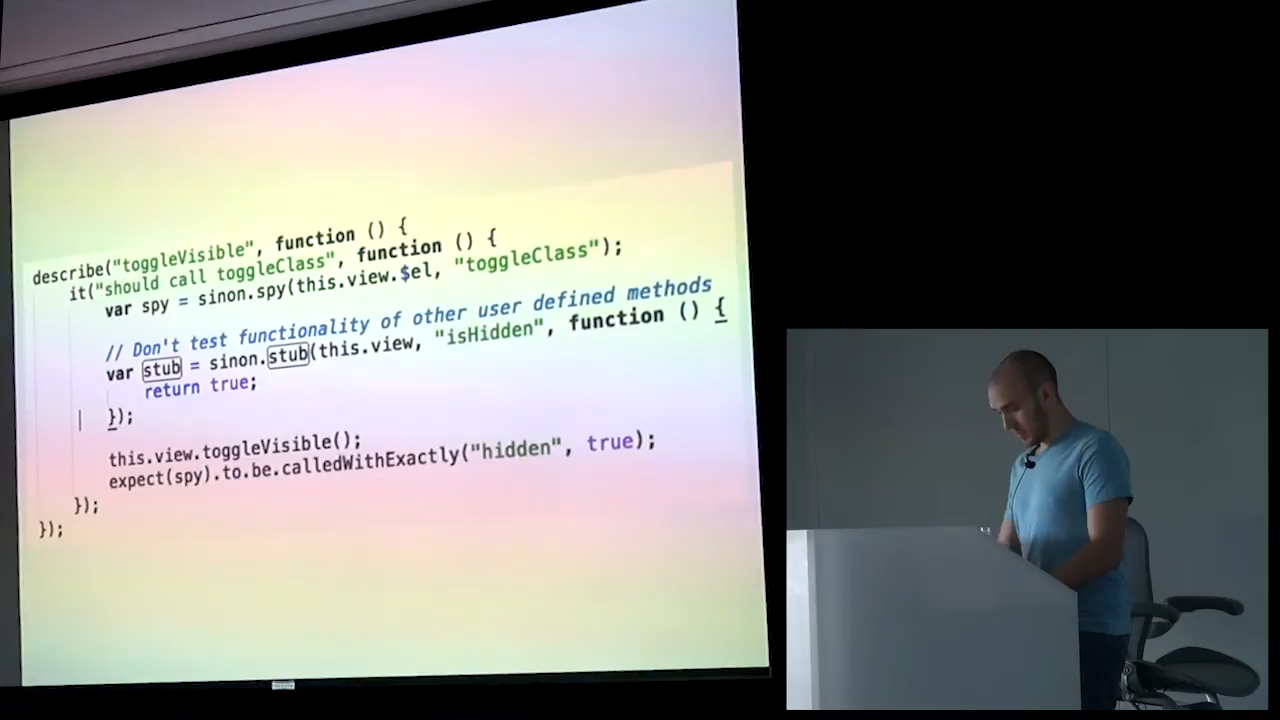 describe("toggleVisible", function () {
it("should call toggleClass", function () {
var spy = sinon.spy(this.view.$el, "toggleClass");
// Don't test functionality of other user defined methods
var stub = sinon.stub(this.view, "isHidden", function () {
return true;
});
this.view.toggleVisible();
expect(spy).to.be.calledWithExactly("hidden", true);
});
});